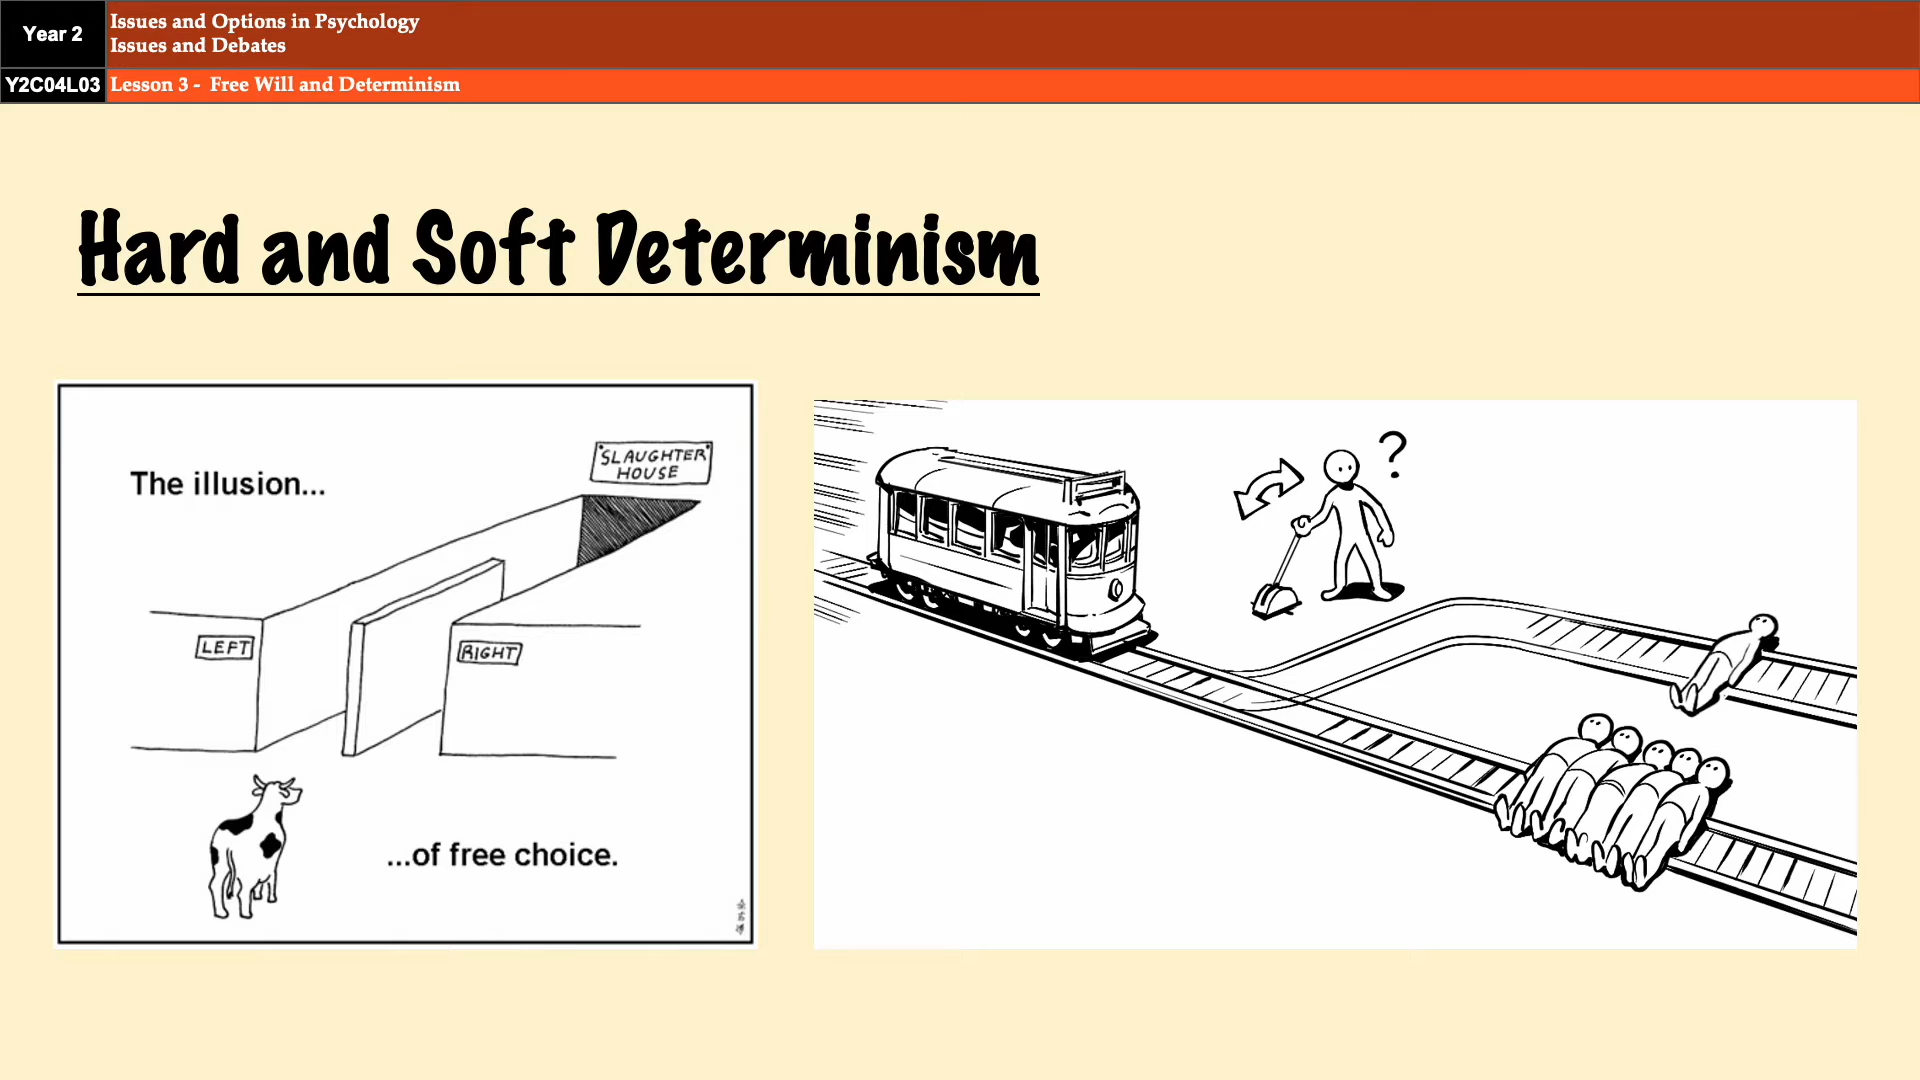 Year 2
Issues and Options in Psychology
Issues and Debates
Y2C04L03
Lesson 3 -  Free Will and Determinism
Hard and Soft Determinism
The illusion...
SLAUGHTER
HOUSE
LEFT
RIGHT
...of free choice.
?